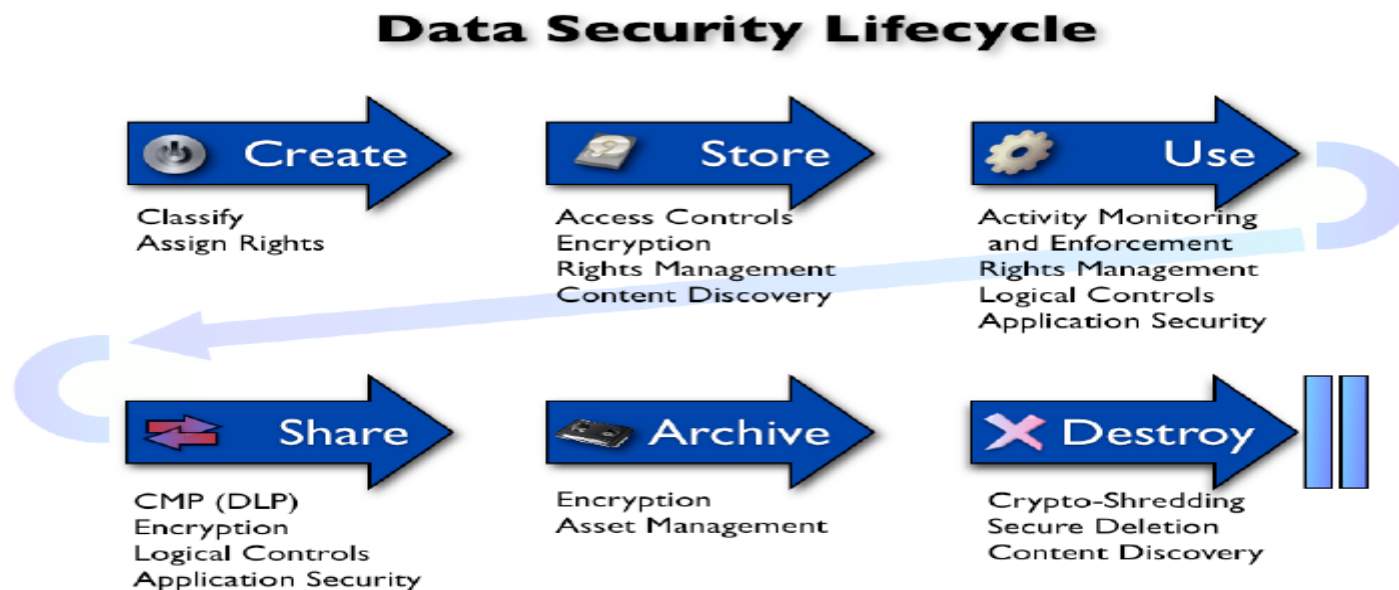 Data Security Lifecycle
Create
Classify
Assign Rights
Store
Access Controls
Encryption
Rights Management
Content Discovery
Use
Activity Monitoring
and Enforcement
Rights Management
Logical Controls
Application Security
Share
CMP (DLP)
Encryption
Logical Controls
Application Security
Archive
Encryption
Asset Management
Destroy
Crypto-Shredding
Secure Deletion
Content Discovery